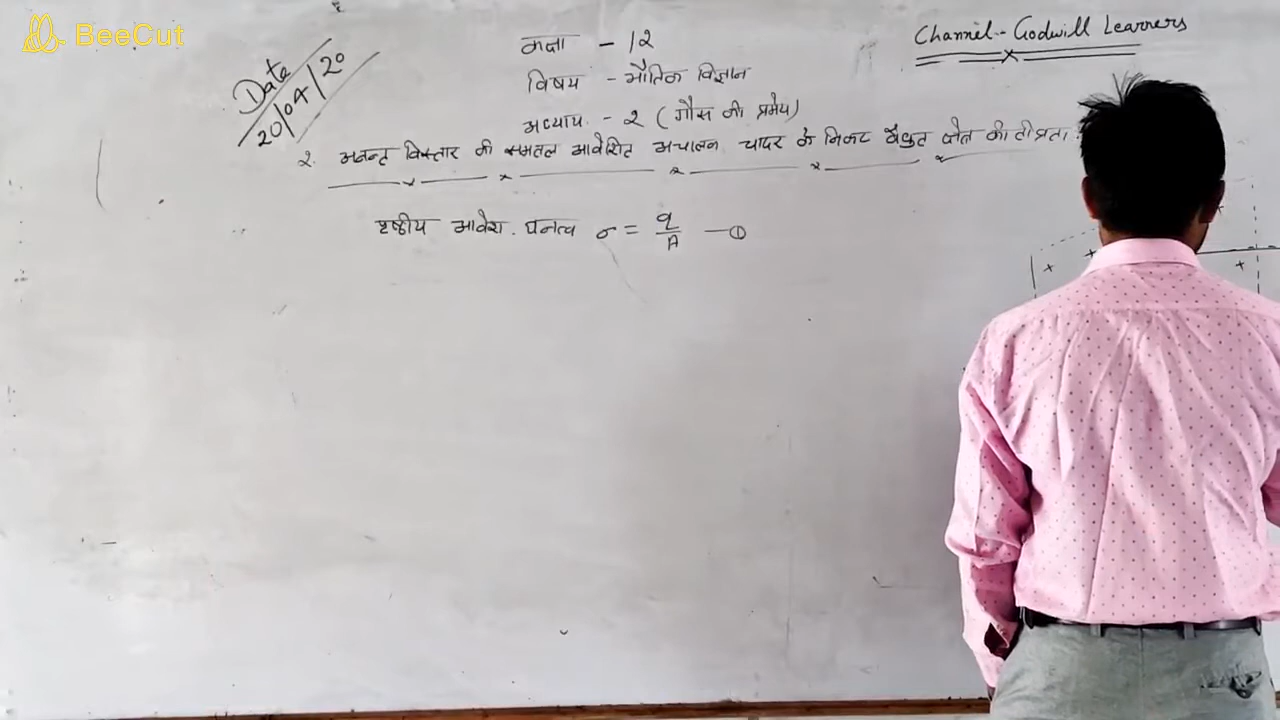 BeeCut
Channel - Godwill Learners
Date
20/04/20
कक्षा - 12
विषय - भौतिक विज्ञान
अध्याय - 2 (गौस की प्रमेय)
2. अनन्त विस्तार की समतल आवेशित अचालक चादर के निकट वैद्युत क्षेत्र की तीव्रता
पृष्ठीय आवेश घनत्व σ = q/A —①